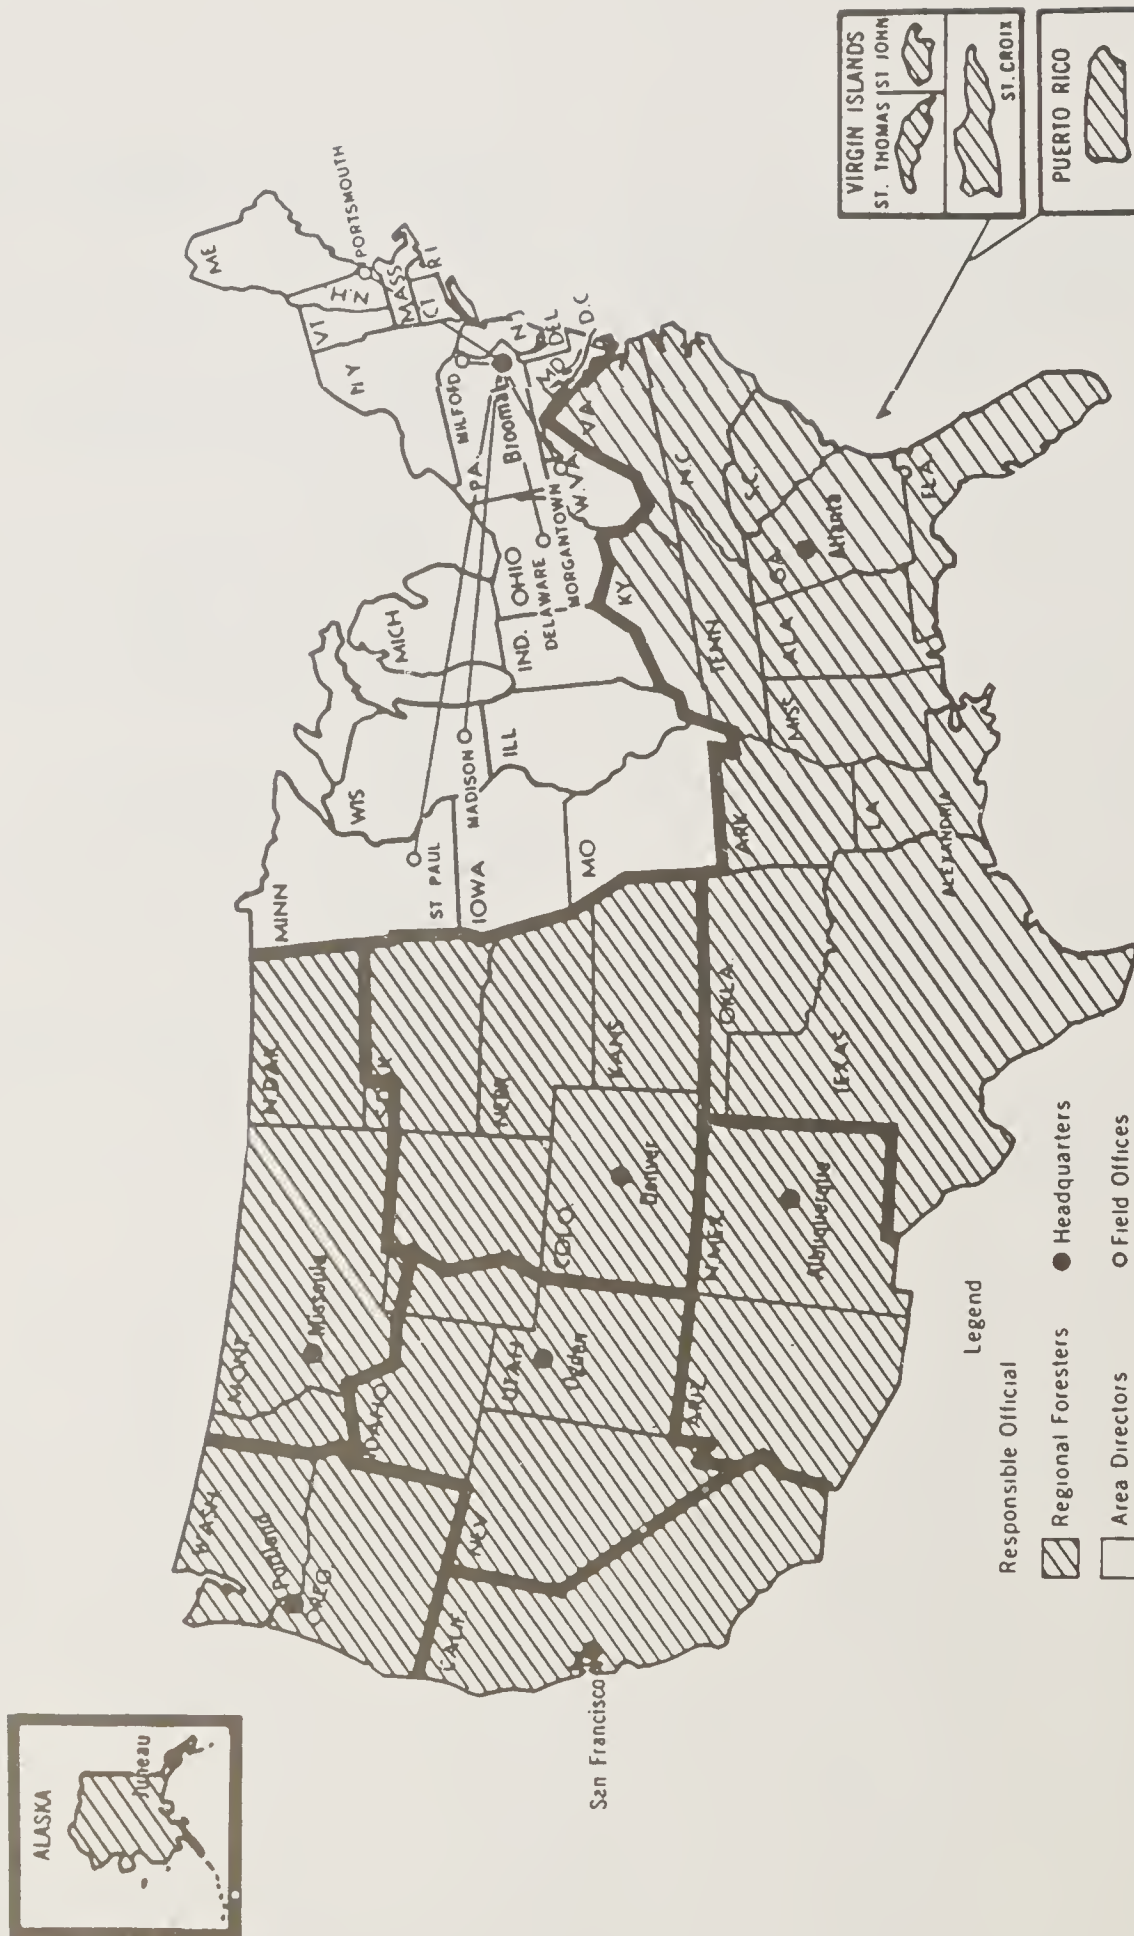 ALASKA
Juneau
WASH
Portland
OREG.
CALIF.
San Francisco
NEV
IDAHO
MONT.
Missoula
UTAH
Ogden
ARIZ
COLO.
Denver
N.MEX.
Albuquerque
N.DAK
NEBR
KANS
OKLA.
TEXAS
MINN
ST PAUL
IOWA
MO
ARK
LA
ALEXANDRIA
WIS
MADISON
ILL
MICH
IND.
OHIO
DELAWARE
MORGANTOWN
W.VA.
KY
TENN
MISS
ALA
GA
Atlanta
FLA.
S.C.
N.C.
VA.
PA.
MILFORD
NY
VT
ME
PORTSMOUTH
MASS
RI
CT
DEL
D.C
VIRGIN ISLANDS
ST. THOMAS
ST JOHN
ST. CROIX
PUERTO RICO
Legend
Responsible Official
Regional Foresters
Headquarters
Area Directors
Field Offices